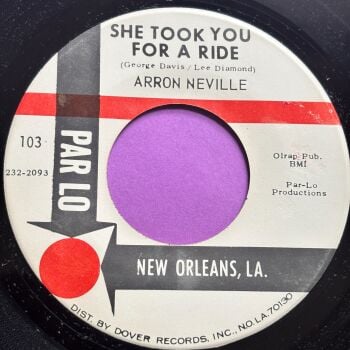 SHE TOOK YOU
FOR A RIDE
(George Davis / Lee Diamond)
ARRON NEVILLE
103
232-2093
PAR LO
Olrap Pub.
BMI
Par-Lo
Productions
NEW ORLEANS, LA.
DIST. BY DOVER RECORDS, INC., NO. LA. 70130